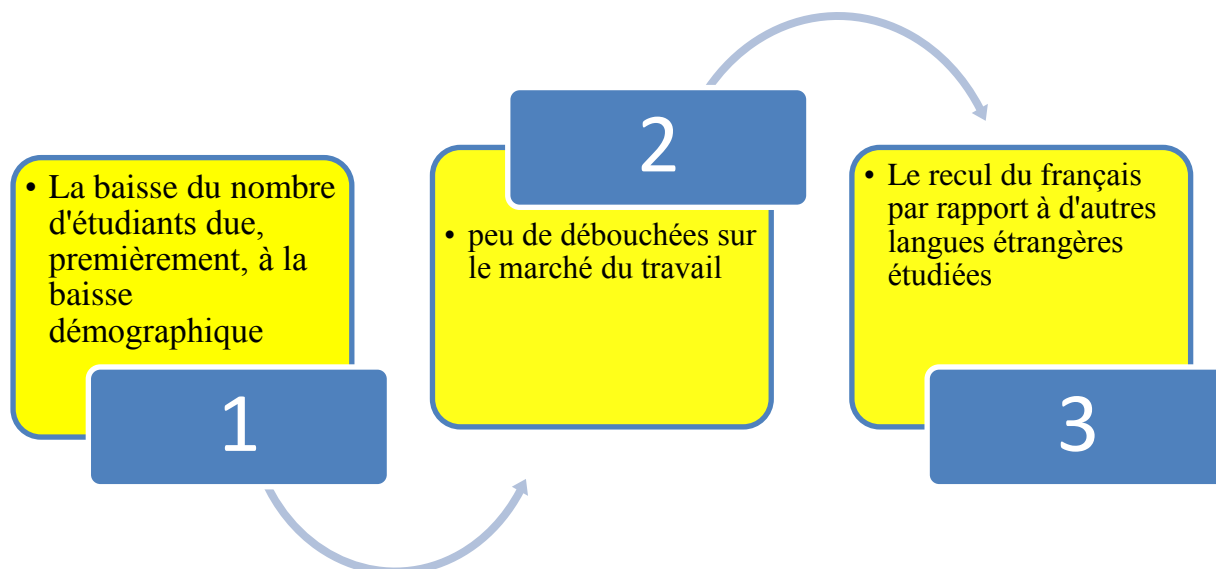 • La baisse du nombre
d'étudiants due,
premièrement, à la
baisse
démographique
1
2
• peu de débouchées sur
le marché du travail
• Le recul du français
par rapport à d'autres
langues étrangères
étudiées
3